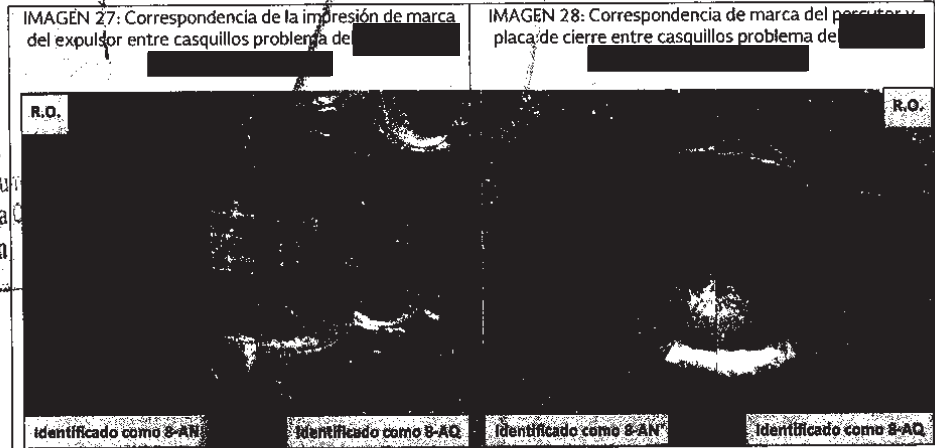 IMAGEN 27: Correspondencia de la impresión de marca
del expulsor entre casquillos problema del
IMAGEN 28: Correspondencia de marca del percutor y
placa de cierre entre casquillos problema de
R.O.
R.O.
Identificado como 8-AN
Identificado como 8-AQ
Identificado como 8-AN
Identificado como 8-AQ